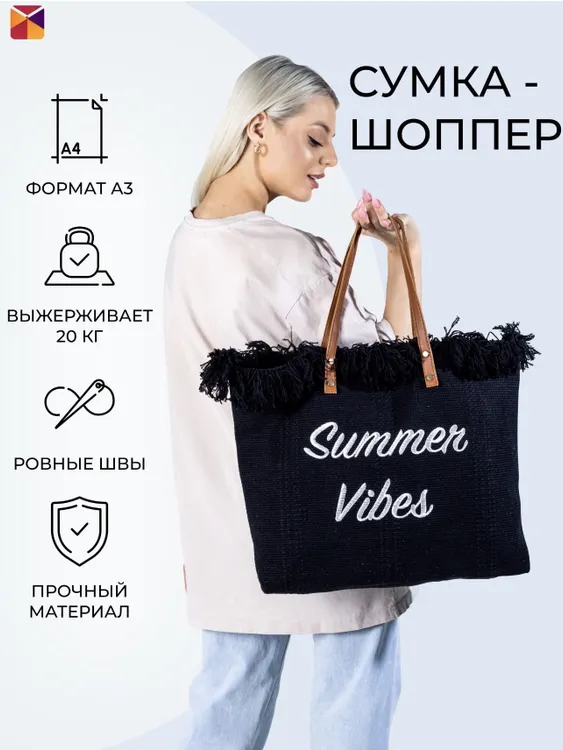 СУМКА -
ШОППЕР
A4
ФОРМАТ А3
ВЫЖЕРЖИВАЕТ
20 КГ
РОВНЫЕ ШВЫ
ПРОЧНЫЙ
МАТЕРИАЛ
Summer
Vibes